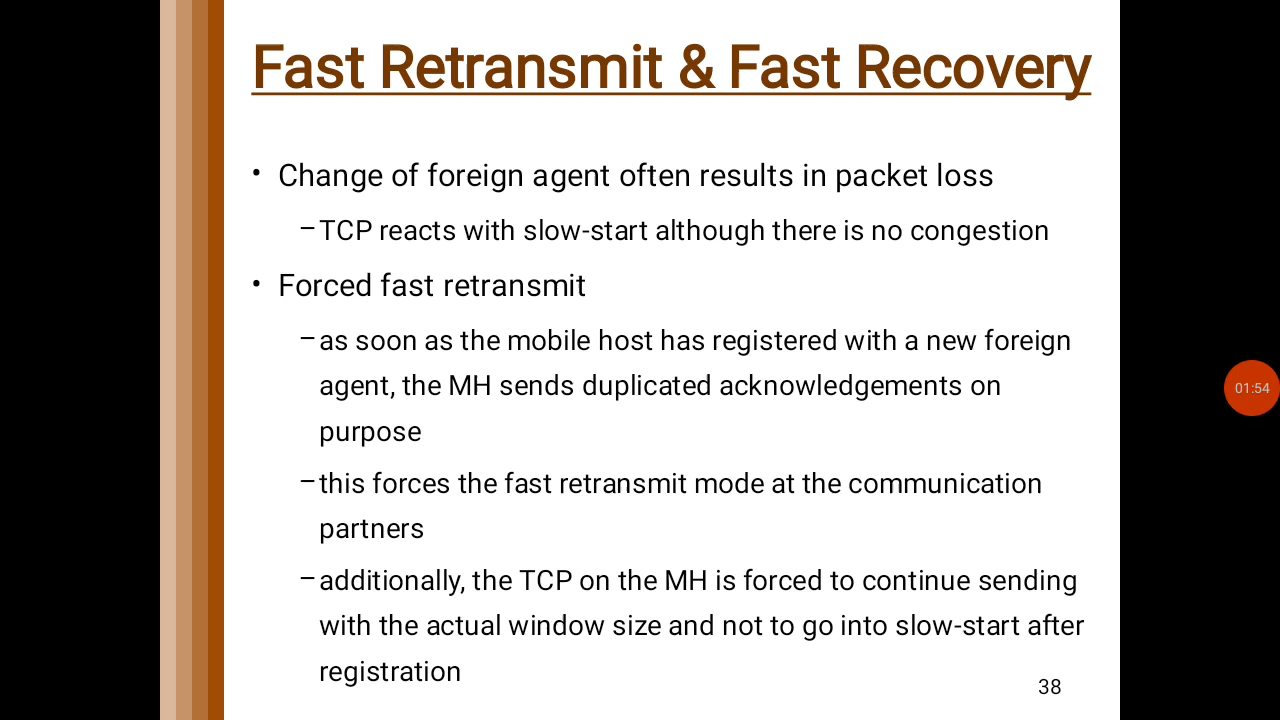 Fast Retransmit & Fast Recovery
• Change of foreign agent often results in packet loss
– TCP reacts with slow-start although there is no congestion
• Forced fast retransmit
– as soon as the mobile host has registered with a new foreign
agent, the MH sends duplicated acknowledgements on
purpose
– this forces the fast retransmit mode at the communication
partners
– additionally, the TCP on the MH is forced to continue sending
with the actual window size and not to go into slow-start after
registration
38
01:54